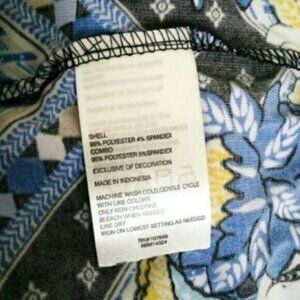 SHELL
96% POLYESTER 4% SPANDEX
COMBO
95% POLYESTER 5% SPANDEX
EXCLUSIVE OF DECORATION
MADE IN INDONESIA
MACHINE WASH COLD, GENTLE CYCLE
WITH LIKE COLORS
ONLY NON-CHLORINE
BLEACH WHEN NEEDED
LINE DRY
IRON ON LOWEST SETTING AS NEEDED